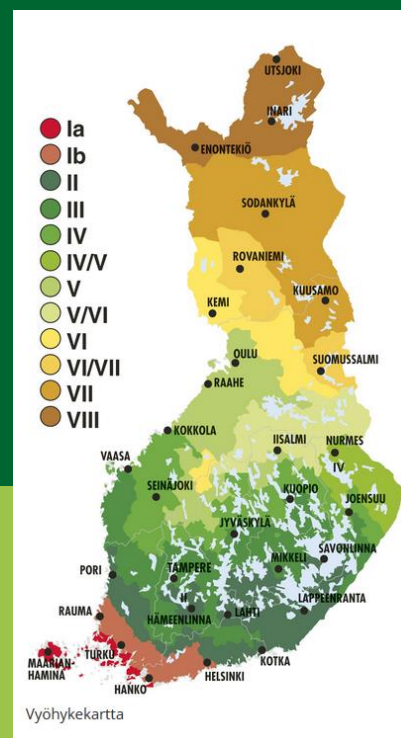 UTSJOKI
INARI
ENONTEKIÖ
Ia
Ib
II
III
IV
IV/V
V
V/VI
VI
VI/VII
VII
VIII
SODANKYLÄ
ROVANIEMI
KUUSAMO
KEMI
OULU
SUOMUSSALMI
RAAHE
KOKKOLA
IISALMI
NURMES
VAASA
IV
SEINÄJOKI
KUOPIO
JOENSUU
JYVÄSKYLÄ
SAVONLINNA
TAMPERE
MIKKELI
PORI
II
LAPPEENRANTA
RAUMA
HÄMEENLINNA
LAHTI
TURKU
KOTKA
MAARIAN-
HAMINA
HELSINKI
HANKO
Vyöhykekartta